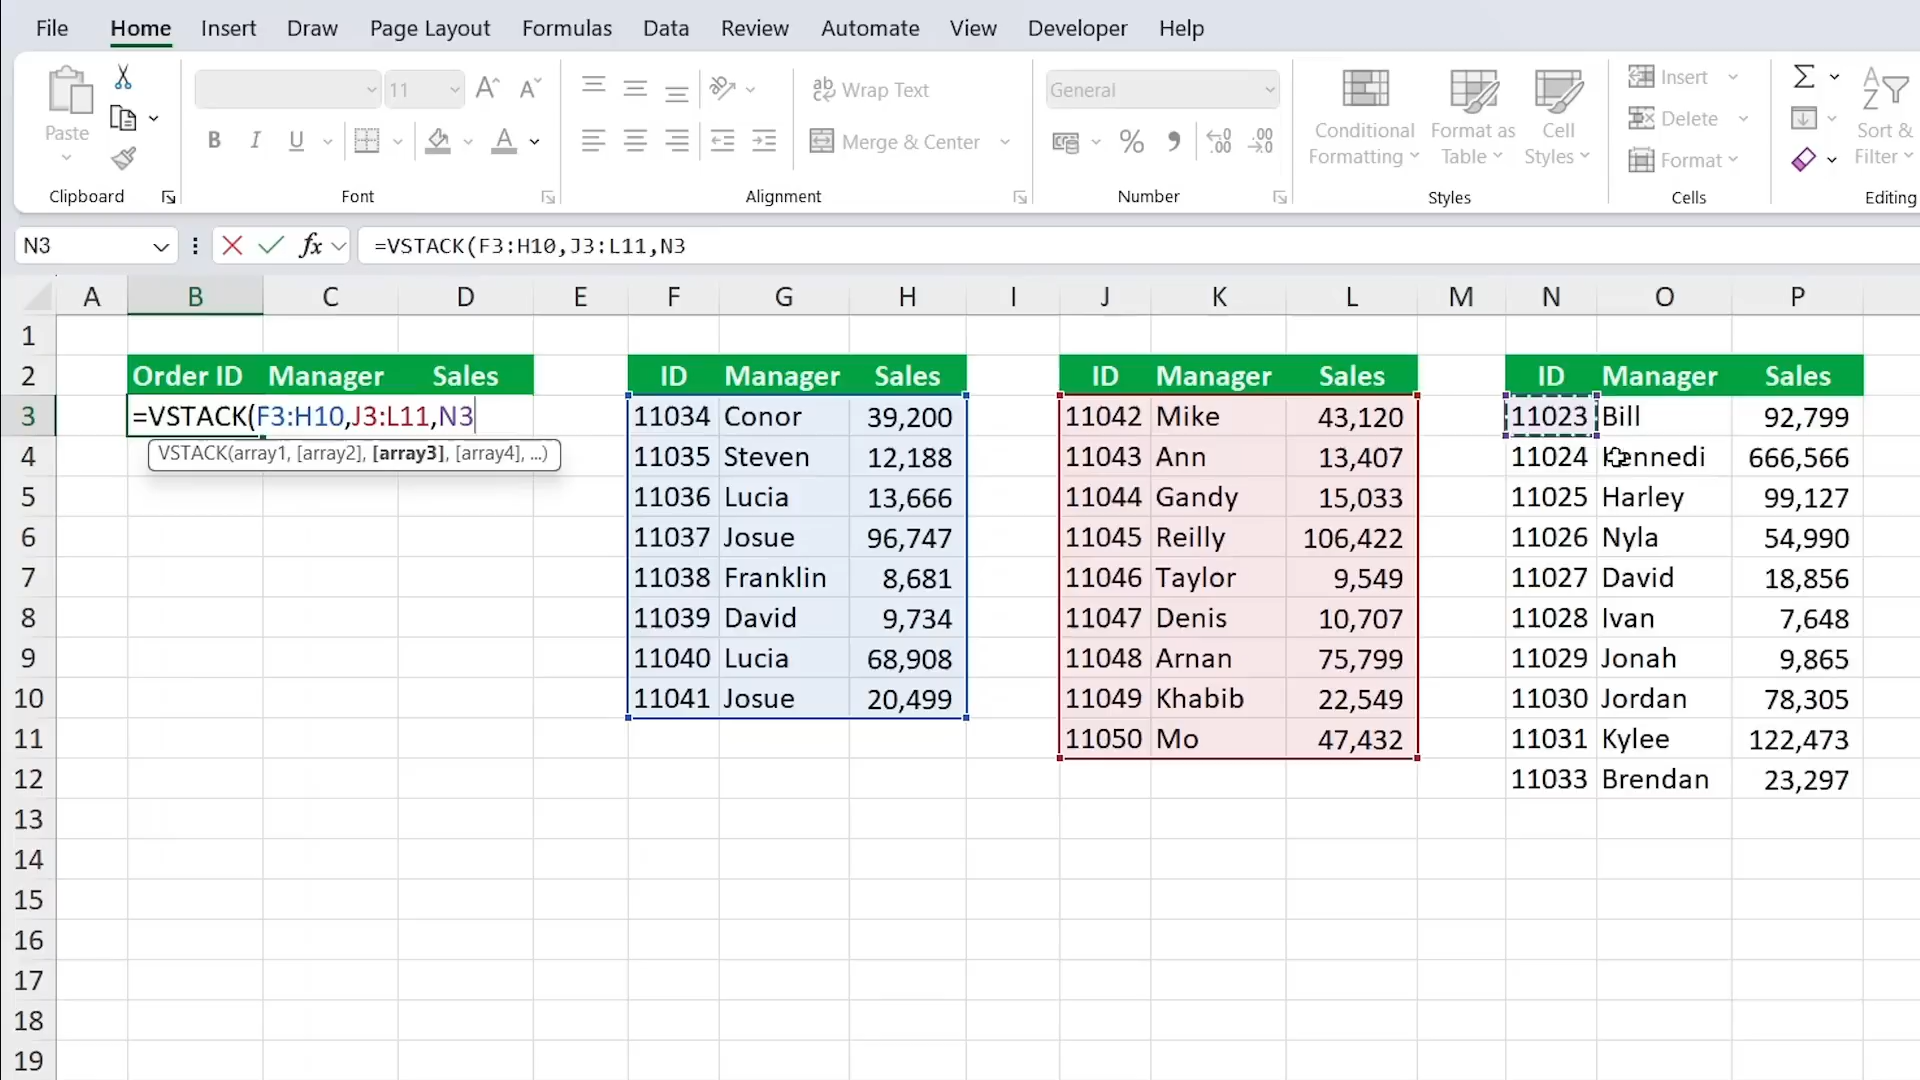 File Home Insert Draw Page Layout Formulas Data Review Automate View Developer Help
Paste
11
Wrap Text
Merge & Center
General
Conditional Formatting
Format as Table
Cell Styles
Insert
Delete
Format
Sort & Filter
Clipboard Font Alignment Number Styles Cells Editing
N3 fx =VSTACK(F3:H10,J3:L11,N3
A B C D E F G H I J K L M N O P
1
2 Order ID Manager Sales ID Manager Sales ID Manager Sales ID Manager Sales
3 =VSTACK(F3:H10,J3:L11,N3 11034 Conor 39,200 11042 Mike 43,120 11023 Bill 92,799
VSTACK(array1, [array2], [array3], [array4], ...)
4 11035 Steven 12,188 11043 Ann 13,407 11024 Kennedi 666,566
5 11036 Lucia 13,666 11044 Gandy 15,033 11025 Harley 99,127
6 11037 Josue 96,747 11045 Reilly 106,422 11026 Nyla 54,990
7 11038 Franklin 8,681 11046 Taylor 9,549 11027 David 18,856
8 11039 David 9,734 11047 Denis 10,707 11028 Ivan 7,648
9 11040 Lucia 68,908 11048 Arnan 75,799 11029 Jonah 9,865
10 11041 Josue 20,499 11049 Khabib 22,549 11030 Jordan 78,305
11 11050 Mo 47,432 11031 Kylee 122,473
12 11033 Brendan 23,297
13
14
15
16
17
18
19